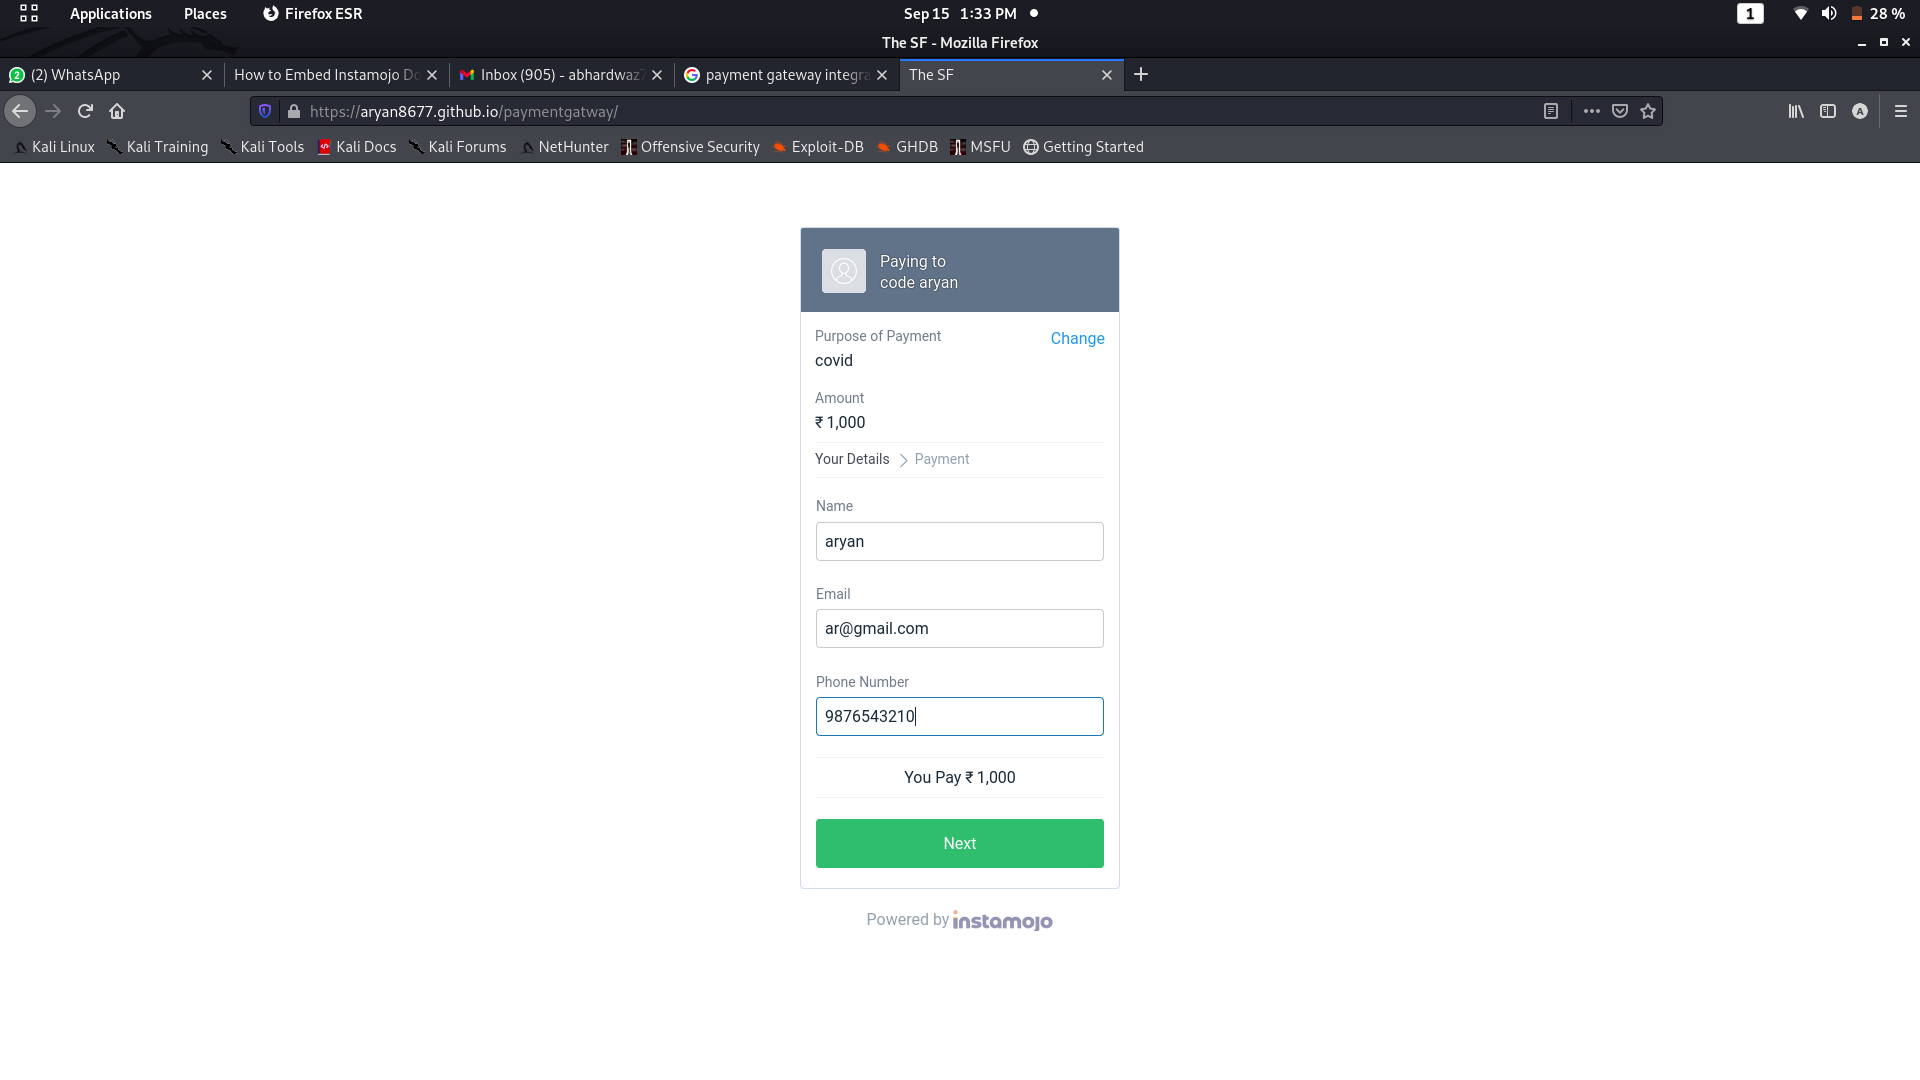 Applications Places Firefox ESR Sep 15 1:33 PM 1 28 %
The SF - Mozilla Firefox
(2) WhatsApp How to Embed Instamojo Do Inbox (905) - abhardwaz7 payment gateway integra The SF
https://aryan8677.github.io/paymentgatway/
Kali Linux Kali Training Kali Tools Kali Docs Kali Forums NetHunter Offensive Security Exploit-DB GHDB MSFU Getting Started
Paying to
code aryan
Purpose of Payment Change
covid
Amount
₹ 1,000
Your Details Payment
Name
aryan
Email
ar@gmail.com
Phone Number
9876543210
You Pay ₹ 1,000
Next
Powered by instamojo